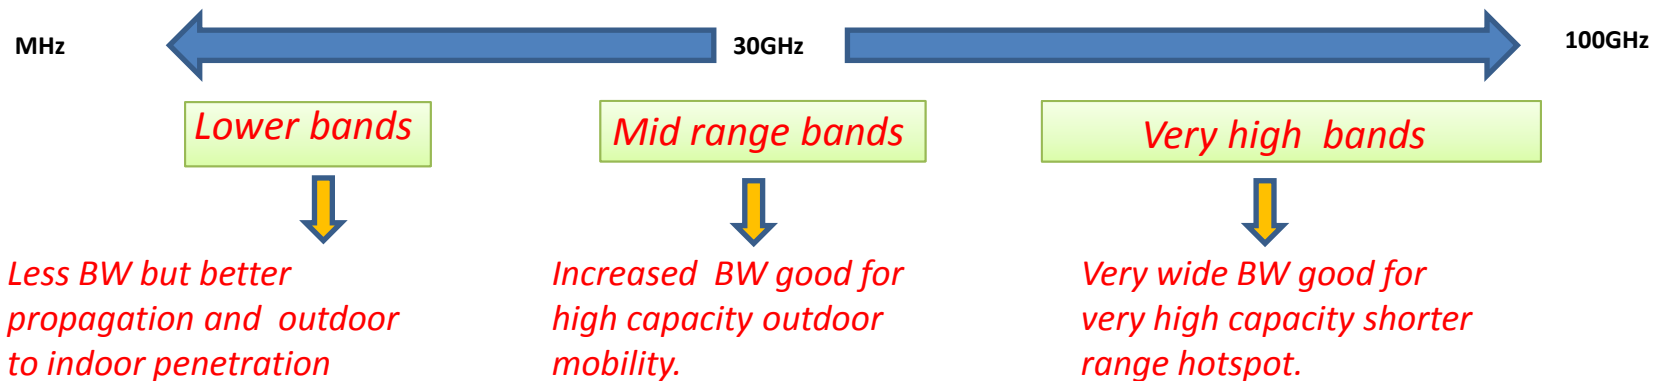 MHz
30GHz
100GHz
Lower bands
Mid range bands
Very high bands
Less BW but better
propagation and outdoor
to indoor penetration
Increased BW good for
high capacity outdoor
mobility.
Very wide BW good for
very high capacity shorter
range hotspot.